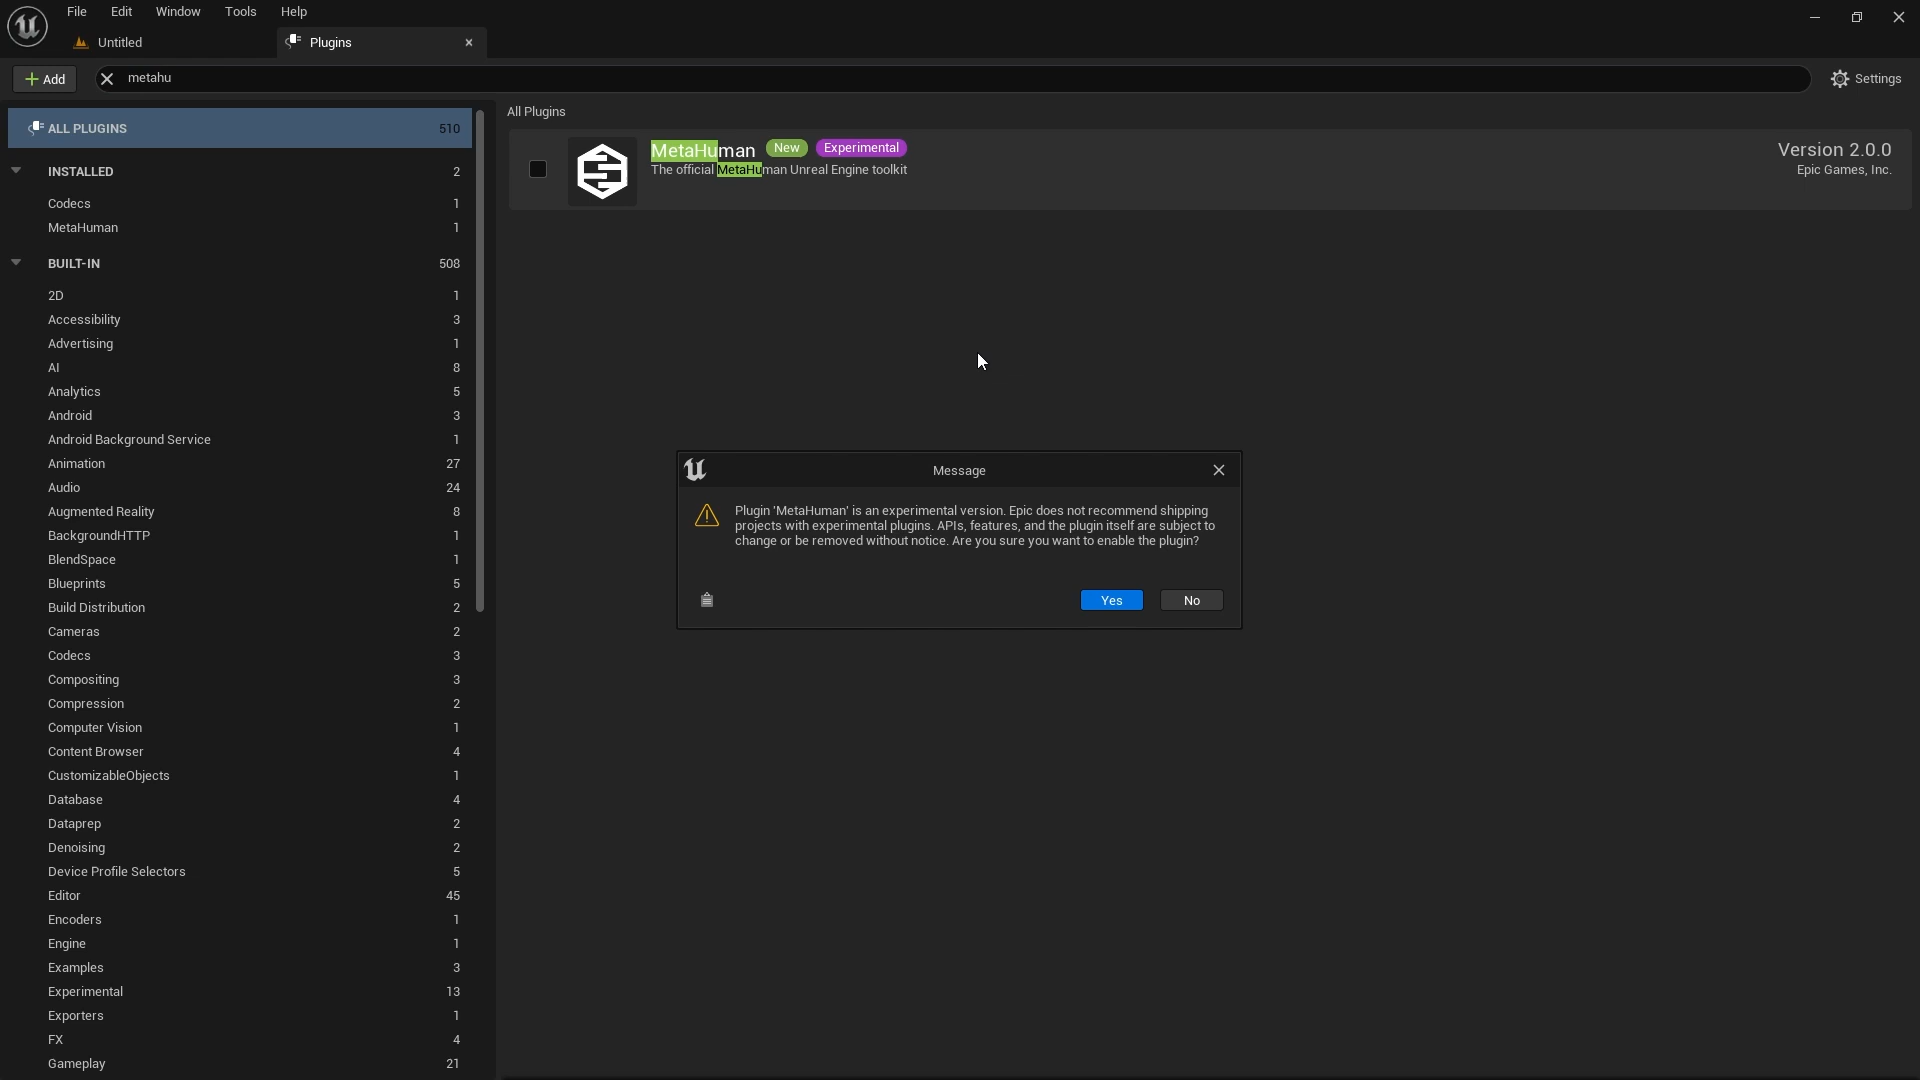 File Edit Window Tools Help
Untitled Plugins
Add metahu Settings
ALL PLUGINS 510
INSTALLED 2
Codecs 1
MetaHuman 1
BUILT-IN 508
2D 1
Accessibility 3
Advertising 1
AI 8
Analytics 5
Android 3
Android Background Service 1
Animation 27
Audio 24
Augmented Reality 8
BackgroundHTTP 1
BlendSpace 1
Blueprints 5
Build Distribution 2
Cameras 2
Codecs 3
Compositing 3
Compression 2
Computer Vision 1
Content Browser 4
CustomizableObjects 1
Database 4
Dataprep 2
Denoising 2
Device Profile Selectors 5
Editor 45
Encoders 1
Engine 1
Examples 3
Experimental 13
Exporters 1
FX 4
Gameplay 21
All Plugins
MetaHuman New Experimental Version 2.0.0
The official MetaHuman Unreal Engine toolkit Epic Games, Inc.
Message
Plugin 'MetaHuman' is an experimental version. Epic does not recommend shipping
projects with experimental plugins. APIs, features, and the plugin itself are subject to
change or be removed without notice. Are you sure you want to enable the plugin?
Yes No